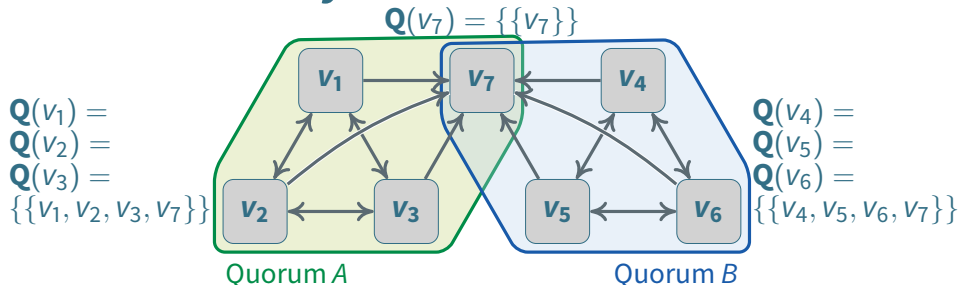 Q(v₇) = {{v₇}}
v₁
v₇
v₄
Q(v₁) =
Q(v₂) =
Q(v₃) =
{{v₁, v₂, v₃, v₇}}
Q(v₄) =
Q(v₅) =
Q(v₆) =
{{v₄, v₅, v₆, v₇}}
v₂
v₃
v₅
v₆
Quorum A
Quorum B